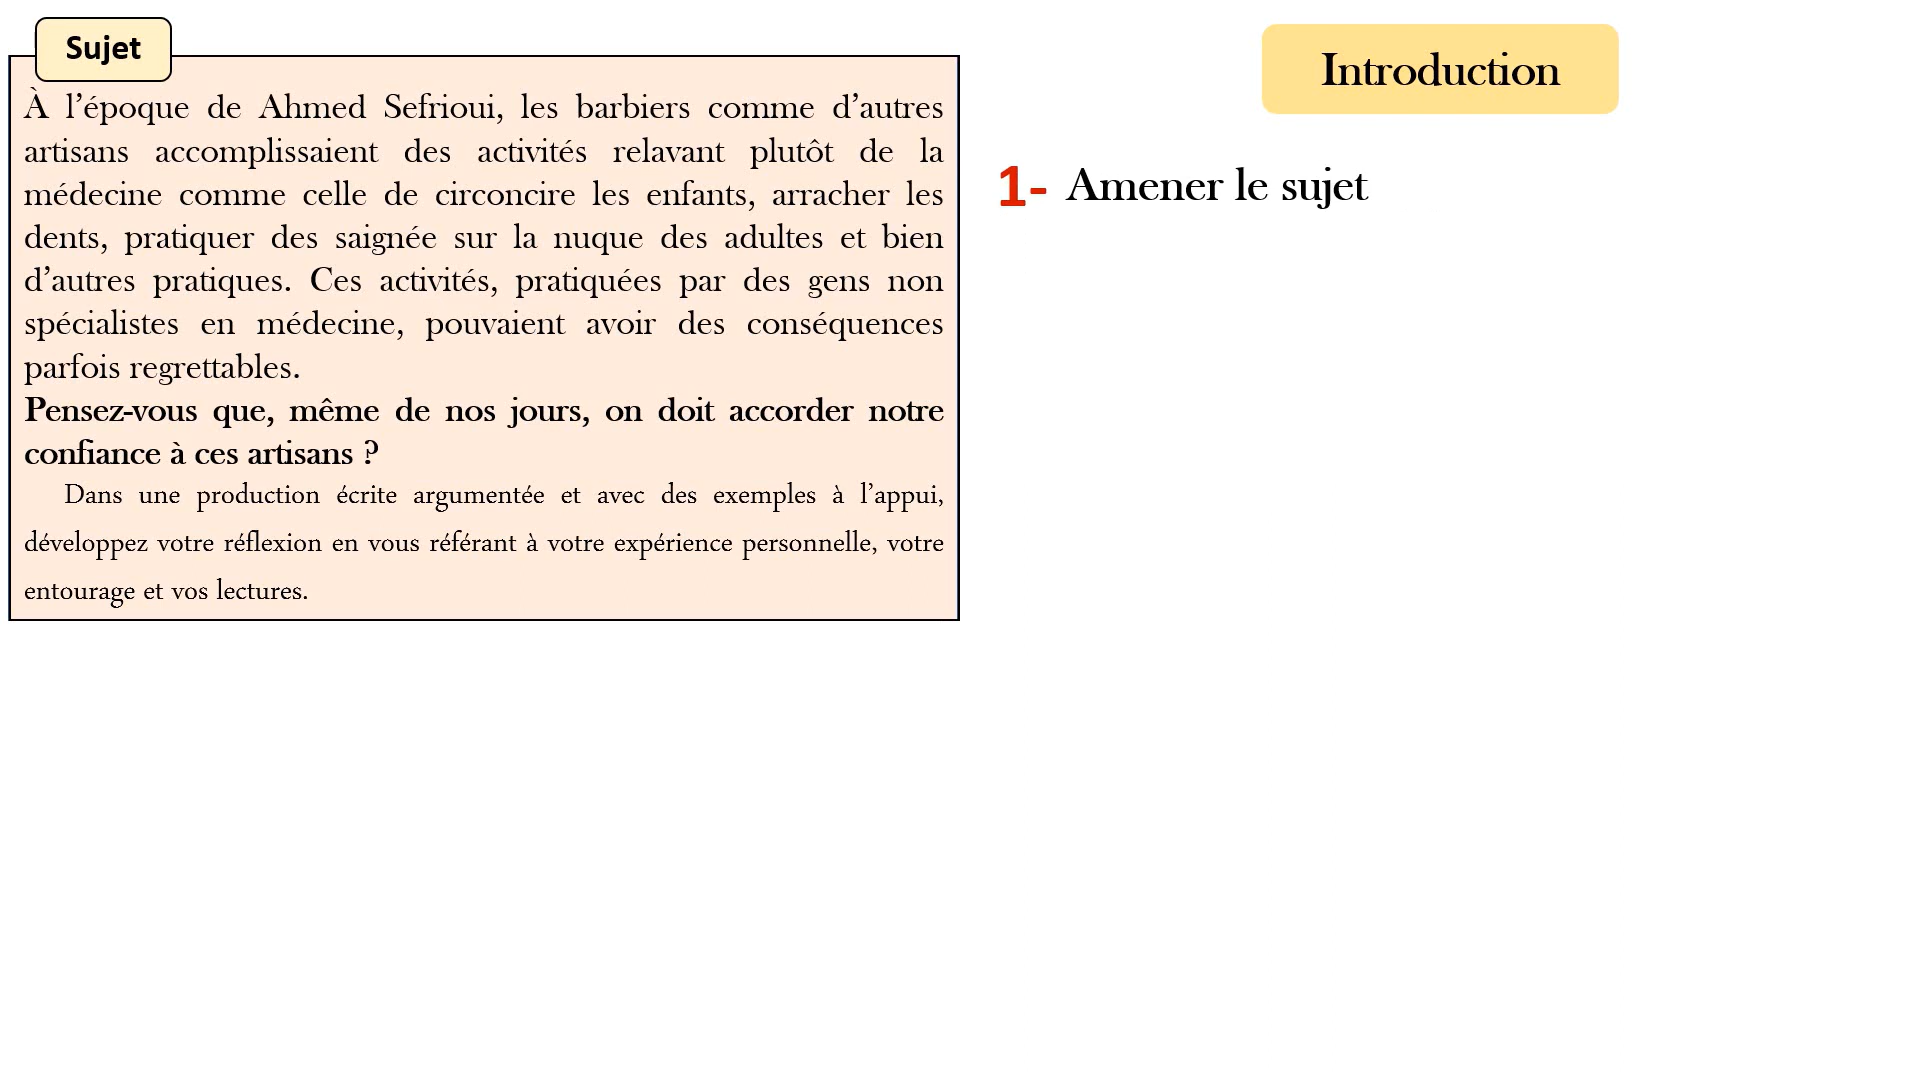 Sujet
À l’époque de Ahmed Sefrioui, les barbiers comme d’autres
artisans accomplissaient des activités relavant plutôt de la
médecine comme celle de circoncire les enfants, arracher les
dents, pratiquer des saignée sur la nuque des adultes et bien
d’autres pratiques. Ces activités, pratiquées par des gens non
spécialistes en médecine, pouvaient avoir des conséquences
parfois regrettables.
Pensez-vous que, même de nos jours, on doit accorder notre
confiance à ces artisans ?
Dans une production écrite argumentée et avec des exemples à l’appui,
développez votre réflexion en vous référant à votre expérience personnelle, votre
entourage et vos lectures.
Introduction
1- Amener le sujet